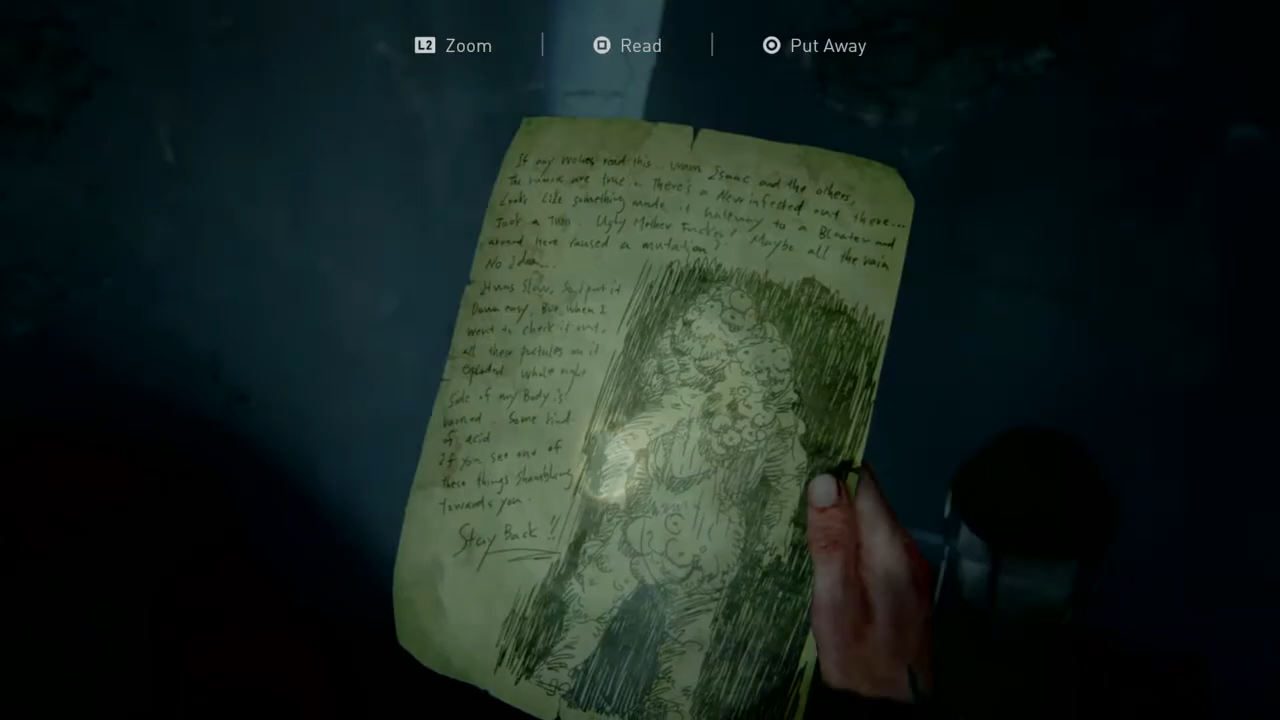 L2 Zoom | Read | Put Away
If any wolves read this... warn Isaac and the others,
The rumors are true... There's a New infected out there...
Looks like something made it halfway to a Bloater and
Took a Turn. Ugly Mother Fucker! Maybe all the rain
around here caused a mutation?
No Idea...
It was Slow, So I put it
Down easy, But when I
went to check it out,
all these pustules on it
Exploded. Whole right
Side of my Body is
burned. Some kind
of acid
If you see one of
these things shambling
towards you.
Stay Back!!